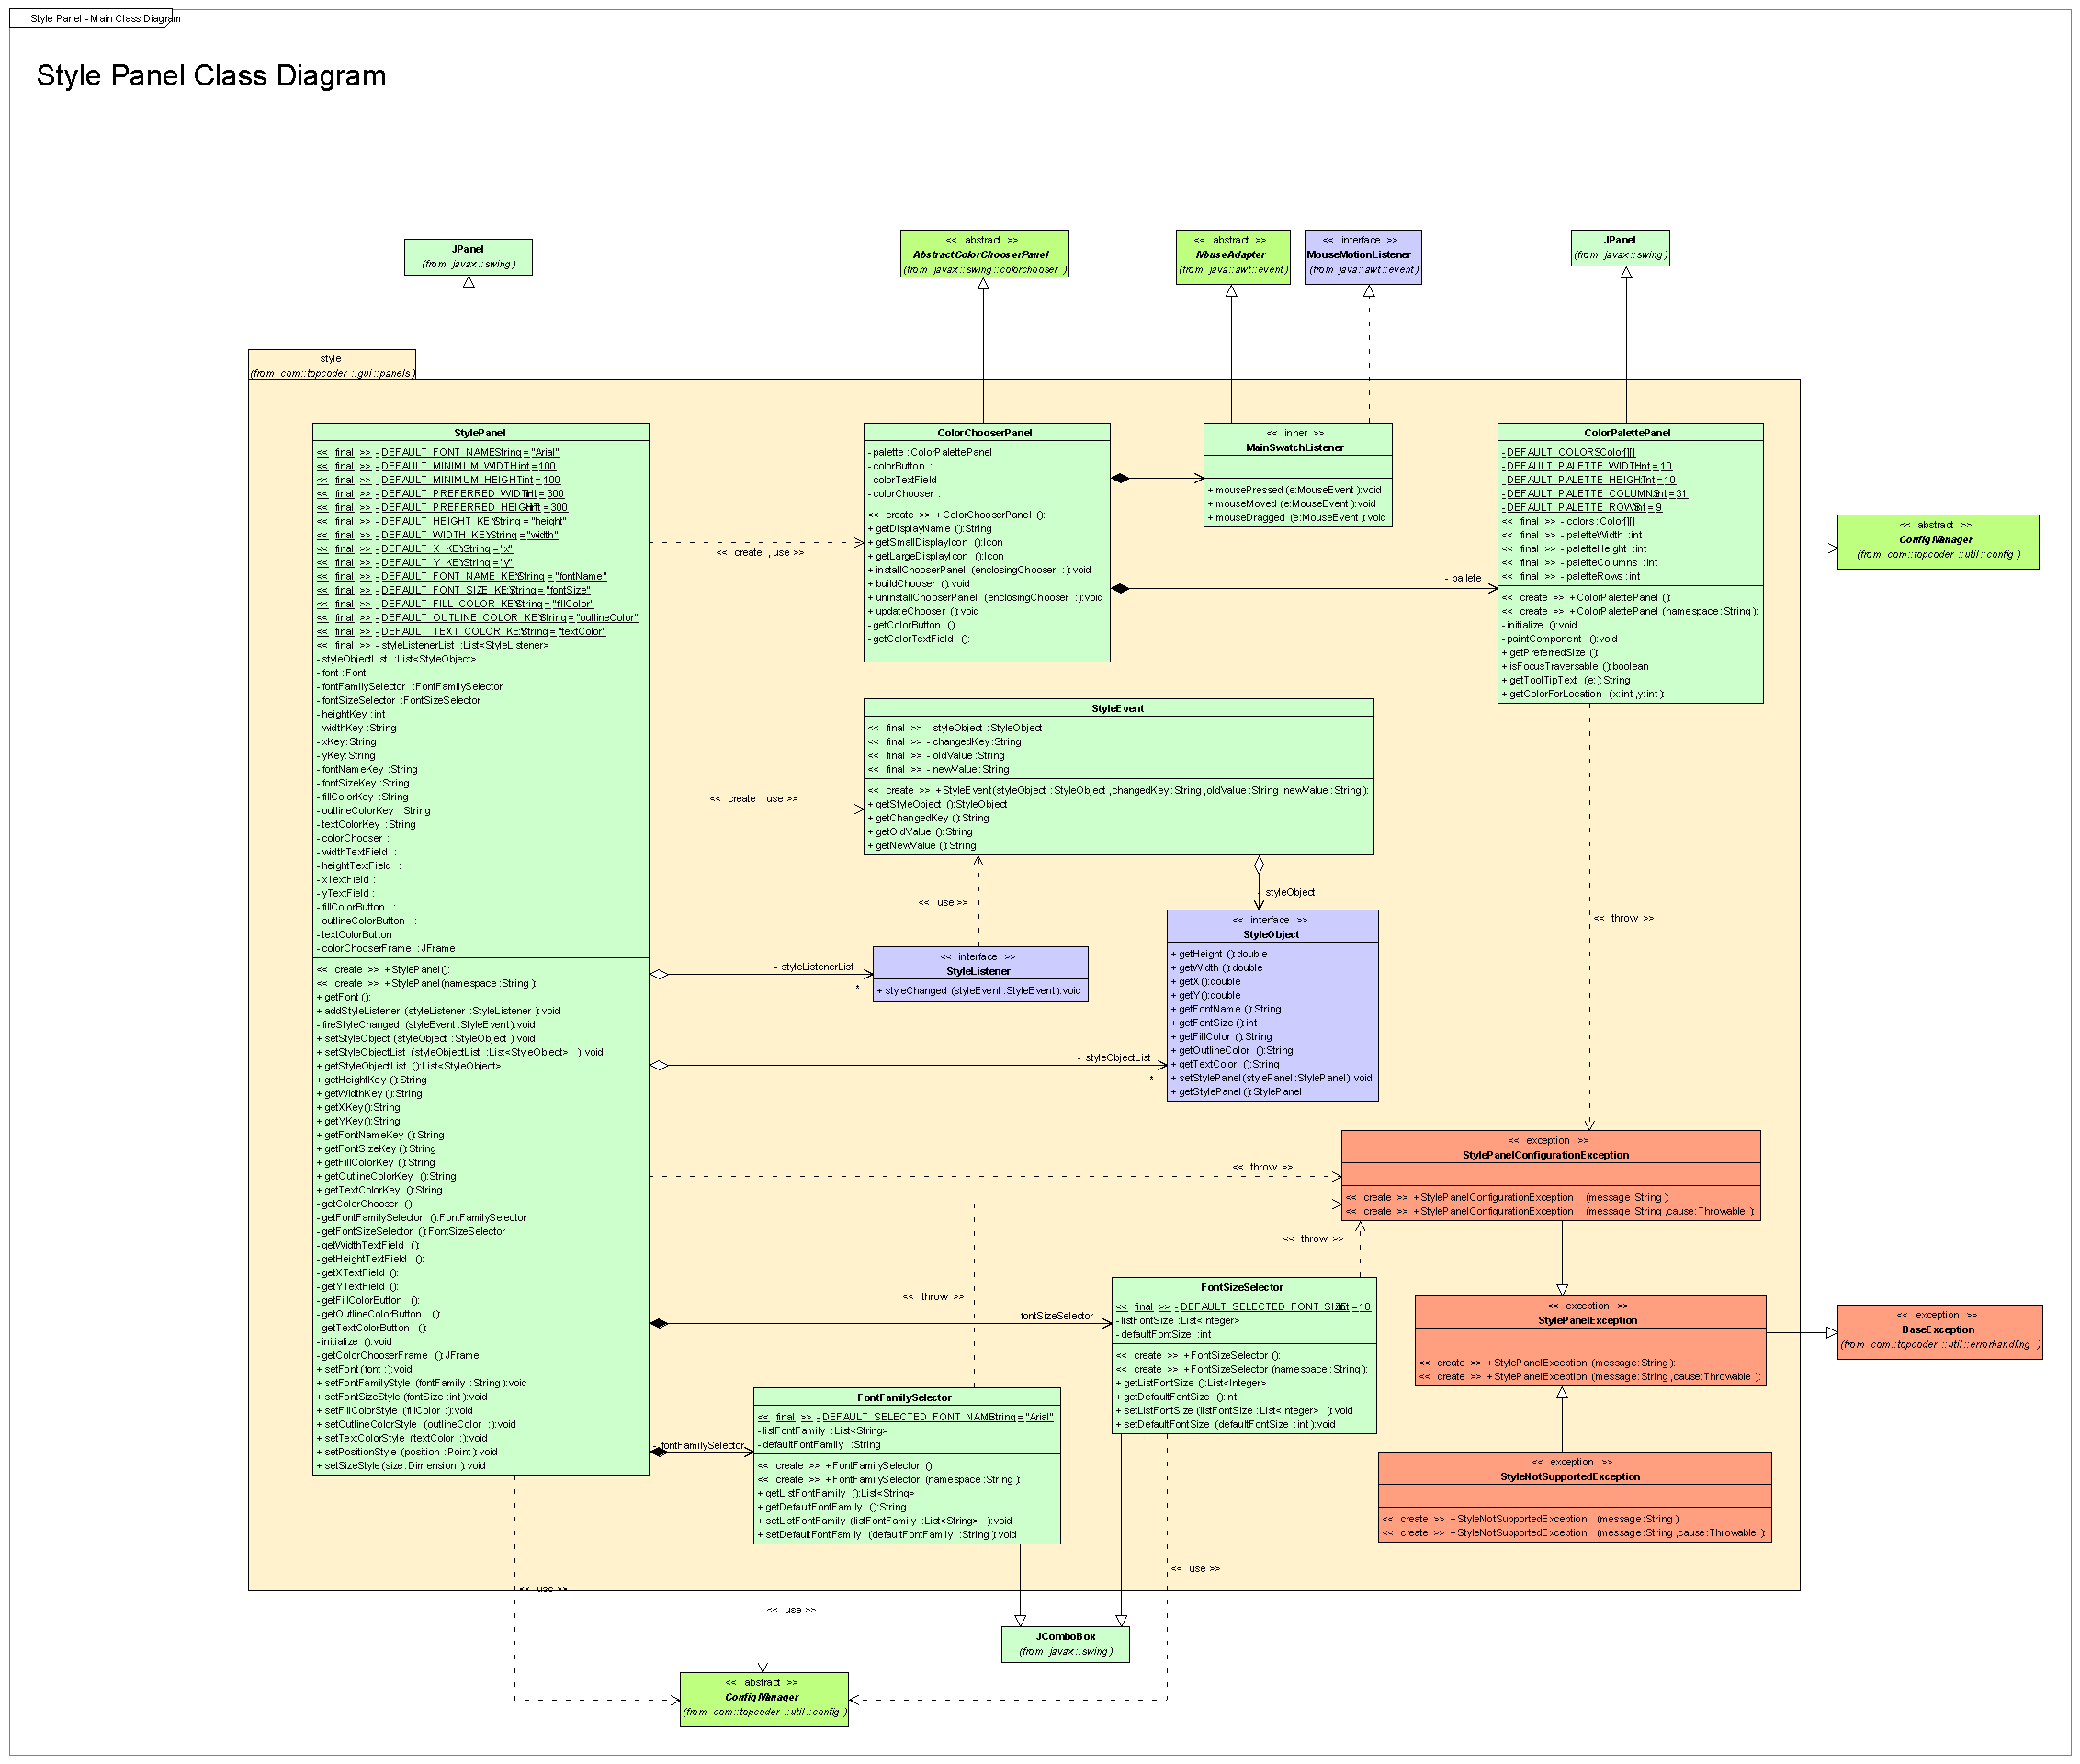 Style Panel - Main Class Diagram
Style Panel Class Diagram
JPanel
(from javax::swing)
<< abstract >>
AbstractColorChooserPanel
(from javax::swing::colorchooser )
<< abstract >>
MouseAdapter
(from java::awt::event)
<< interface >>
MouseMotionListener
(from java::awt::event)
JPanel
(from javax::swing)
style
(from com::topcoder ::gui::panels)
StylePanel
<< final >> - DEFAULT_FONT_NAME:String = "Arial"
<< final >> - DEFAULT_MINIMUM_WIDTH:int = 100
<< final >> - DEFAULT_MINIMUM_HEIGHT:int = 100
<< final >> - DEFAULT_PREFERRED_WIDTH:int = 300
<< final >> - DEFAULT_PREFERRED_HEIGHT:int = 300
<< final >> - DEFAULT_HEIGHT_KEY:String = "height"
<< final >> - DEFAULT_WIDTH_KEY:String = "width"
<< final >> - DEFAULT_X_KEY:String = "x"
<< final >> - DEFAULT_Y_KEY:String = "y"
<< final >> - DEFAULT_FONT_NAME_KEY:String = "fontName"
<< final >> - DEFAULT_FONT_SIZE_KEY:String = "fontSize"
<< final >> - DEFAULT_FILL_COLOR_KEY:String = "fillColor"
<< final >> - DEFAULT_OUTLINE_COLOR_KEY:String = "outlineColor"
<< final >> - DEFAULT_TEXT_COLOR_KEY:String = "textColor"
<< final >> - styleListenerList :List<StyleListener>
- styleObjectList :List<StyleObject>
- font : Font
- fontFamilySelector :FontFamilySelector
- fontSizeSelector :FontSizeSelector
- heightKey :int
- widthKey :String
- xKey:String
- yKey:String
- fontNameKey :String
- fontSizeKey :String
- fillColorKey :String
- outlineColorKey :String
- textColorKey :String
- colorChooser :
- widthTextField :
- heightTextField :
- xTextField :
- yTextField :
- fillColorButton :
- outlineColorButton :
- textColorButton :
- colorChooserFrame :JFrame
<< create >> +StylePanel():
<< create >> +StylePanel(namespace:String ):
+ getFont ():
+ addStyleListener (styleListener :StyleListener ):void
- fireStyleChanged (styleEvent :StyleEvent):void
+ setStyleObject (styleObject :StyleObject ):void
+ setStyleObjectList (styleObjectList :List<StyleObject> ):void
+ getStyleObjectList ():List<StyleObject>
+ getHeightKey ():String
+ getWidthKey ():String
+ getXKey():String
+ getYKey():String
+ getFontNameKey ():String
+ getFontSizeKey ():String
+ getFillColorKey ():String
+ getOutlineColorKey ():String
+ getTextColorKey ():String
- getColorChooser ():
- getFontFamilySelector ():FontFamilySelector
- getFontSizeSelector ():FontSizeSelector
- getWidthTextField ():
- getHeightTextField ():
- getXTextField ():
- getYTextField ():
- getFillColorButton ():
- getOutlineColorButton ():
- getTextColorButton ():
- initialize ():void
- getColorChooserFrame ():JFrame
+ setFont (font :):void
+ setFontFamilyStyle (fontFamily :String):void
+ setFontSizeStyle (fontSize :int ):void
+ setFillColorStyle (fillColor :):void
+ setOutlineColorStyle (outlineColor :):void
+ setTextColorStyle (textColor :):void
+ setPositionStyle (position :Point):void
+ setSizeStyle (size:Dimension ):void
ColorChooserPanel
- palette :ColorPalettePanel
- colorButton :
- colorTextField :
- colorChooser :
<< create >> +ColorChooserPanel ():
+ getDisplayName ():String
+ getSmallDisplayIcon ():Icon
+ getLargeDisplayIcon ():Icon
+ installChooserPanel (enclosingChooser :):void
+ buildChooser ():void
+ uninstallChooserPanel (enclosingChooser :):void
+ updateChooser ():void
- getColorButton ():
- getColorTextField ():
<< inner >>
MainSwatchListener
+ mousePressed (e:MouseEvent ):void
+ mouseMoved (e:MouseEvent ):void
+ mouseDragged (e:MouseEvent ):void
ColorPalettePanel
- DEFAULT_COLORS:Color[][]
- DEFAULT_PALETTE_WIDTH:int = 10
- DEFAULT_PALETTE_HEIGHT:int = 10
- DEFAULT_PALETTE_COLUMNS:int = 31
- DEFAULT_PALETTE_ROWS:int = 9
<< final >> - colors :Color[][]
<< final >> - paletteWidth :int
<< final >> - paletteHeight :int
<< final >> - paletteColumns :int
<< final >> - paletteRows :int
<< create >> +ColorPalettePanel ():
<< create >> +ColorPalettePanel (namespace:String ):
- initialize ():void
- paintComponent ():void
+ getPreferredSize ():
+ isFocusTraversable ():boolean
+ getToolTipText (e:):String
+ getColorForLocation (x:int ,y:int ):
<< abstract >>
ConfigManager
(from com::topcoder ::util::config )
<< create , use >>
- pallete
StyleEvent
<< final >> - styleObject :StyleObject
<< final >> - changedKey :String
<< final >> - oldValue :String
<< final >> - newValue :String
<< create >> +StyleEvent(styleObject :StyleObject ,changedKey :String ,oldValue :String ,newValue :String ):
+ getStyleObject ():StyleObject
+ getChangedKey ():String
+ getOldValue ():String
+ getNewValue ():String
<< create , use >>
<< use >>
- styleObject
<< throw >>
<< interface >>
StyleListener
+ styleChanged (styleEvent :StyleEvent):void
- styleListenerList
*
<< interface >>
StyleObject
+ getHeight ():double
+ getWidth ():double
+ getX():double
+ getY():double
+ getFontName ():String
+ getFontSize ():int
+ getFillColor ():String
+ getOutlineColor ():String
+ getTextColor ():String
+ setStylePanel (stylePanel :StylePanel):void
+ getStylePanel ():StylePanel
- styleObjectList
*
<< exception >>
StylePanelConfigurationException
<< create >> +StylePanelConfigurationException (message:String ):
<< create >> +StylePanelConfigurationException (message:String ,cause:Throwable ):
<< throw >>
<< throw >>
<< throw >>
FontSizeSelector
<< final >> - DEFAULT_SELECTED_FONT_SIZE:int = 10
- listFontSize :List<Integer>
- defaultFontSize :int
<< create >> +FontSizeSelector ():
<< create >> +FontSizeSelector (namespace:String ):
+ getListFontSize ():List<Integer>
+ getDefaultFontSize ():int
+ setListFontSize (listFontSize :List<Integer> ):void
+ setDefaultFontSize (defaultFontSize :int ):void
- fontSizeSelector
<< exception >>
StylePanelException
<< create >> +StylePanelException (message:String ):
<< create >> +StylePanelException (message:String ,cause:Throwable ):
<< exception >>
BaseException
(from com::topcoder ::util::errorhandling )
FontFamilySelector
<< final >> - DEFAULT_SELECTED_FONT_NAME:String = "Arial"
- listFontFamily :List<String>
- defaultFontFamily :String
<< create >> +FontFamilySelector ():
<< create >> +FontFamilySelector (namespace:String ):
+ getListFontFamily ():List<String>
+ getDefaultFontFamily ():String
+ setListFontFamily (listFontFamily :List<String> ):void
+ setDefaultFontFamily (defaultFontFamily :String ):void
- fontFamilySelector
<< exception >>
StyleNotSupportedException
<< create >> +StyleNotSupportedException (message:String ):
<< create >> +StyleNotSupportedException (message:String ,cause:Throwable ):
<< use >>
<< use >>
<< use >>
JComboBox
(from javax::swing)
<< abstract >>
ConfigManager
(from com::topcoder ::util::config )